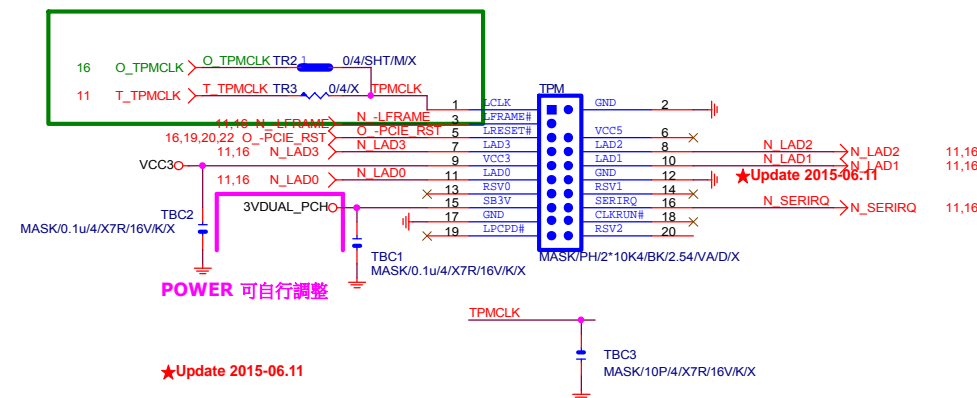 16 O_TPMCLK O_TPMCLK TR2 1 0/4/SHT/M/X
11 T_TPMCLK T_TPMCLK TR3 0/4/X TPMCLK
TPM
1 LCLK GND 2
11,16 N_-LFRAME N_-LFRAME 3 LFRAME#
16,19,20,22 O_-PCIE_RST O_-PCIE_RST 5 LRESET# VCC5 6
11,16 N_LAD3 N_LAD3 7 LAD3 LAD2 8 N_LAD2 N_LAD2 11,16
VCC3 9 VCC3 LAD1 10 N_LAD1 N_LAD1 11,16
11,16 N_LAD0 N_LAD0 11 LAD0 GND 12
★Update 2015-06.11
13 RSV0 RSV1 14
3VDUAL_PCH 15 SB3V SERIRQ 16 N_SERIRQ N_SERIRQ 11,16
17 GND CLKRUN# 18
19 LPCPD# RSV2 20
TBC2
MASK/0.1u/4/X7R/16V/K/X
TBC1
MASK/0.1u/4/X7R/16V/K/X
MASK/PH/2*10K4/BK/2.54/VA/D/X
POWER 可自行調整
TPMCLK
TBC3
MASK/10P/4/X7R/16V/K/X
★Update 2015-06.11